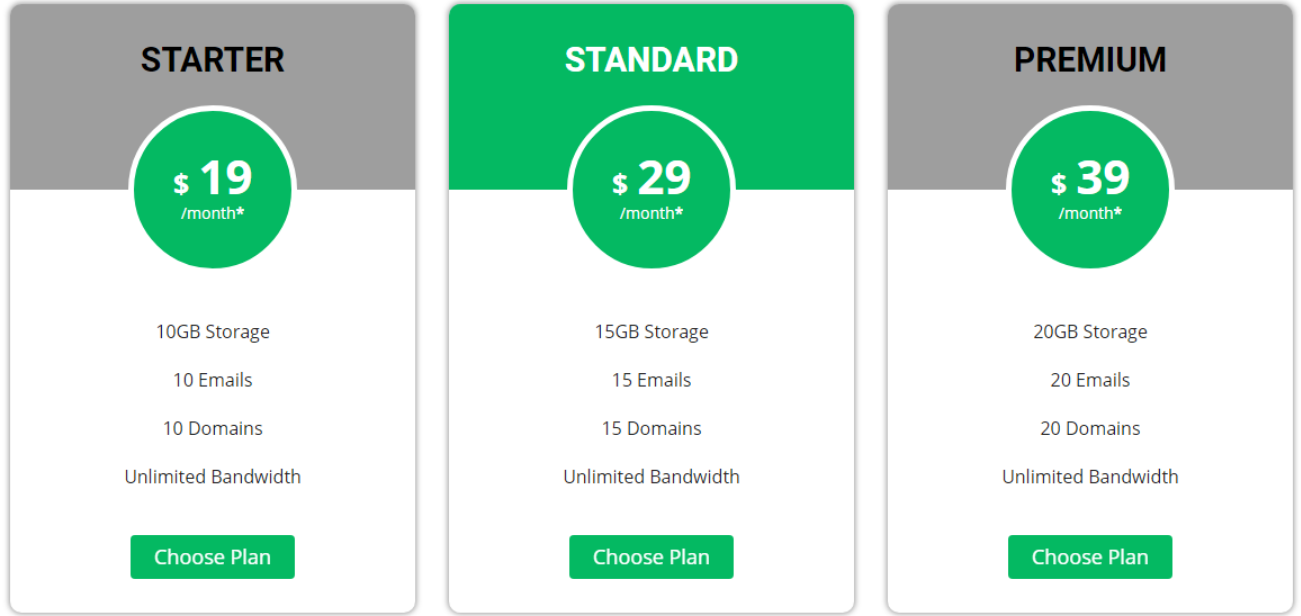 STARTER
$ 19
/month*
10GB Storage
10 Emails
10 Domains
Unlimited Bandwidth
Choose Plan
STANDARD
$ 29
/month*
15GB Storage
15 Emails
15 Domains
Unlimited Bandwidth
Choose Plan
PREMIUM
$ 39
/month*
20GB Storage
20 Emails
20 Domains
Unlimited Bandwidth
Choose Plan